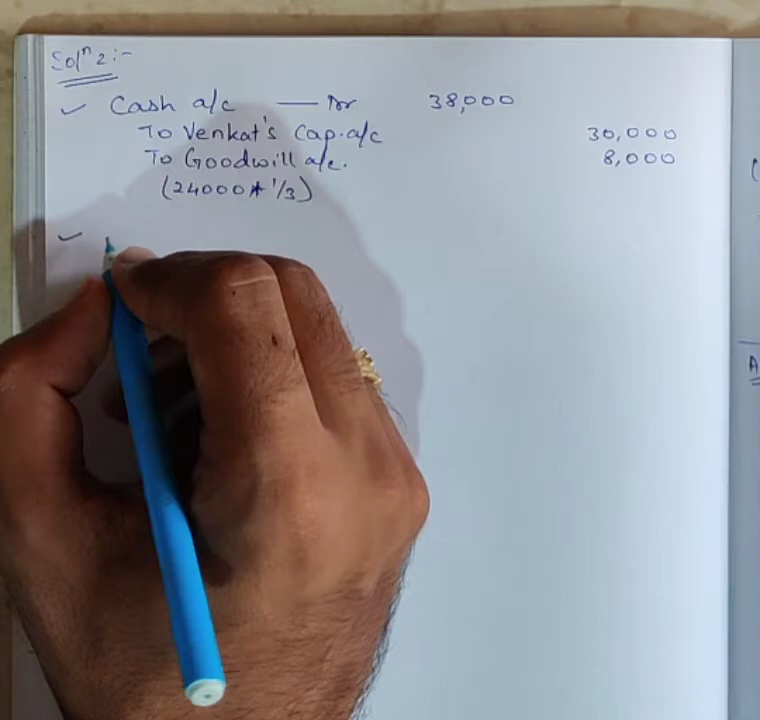 Solⁿ 2:-
✓ Cash a/c — Dr 38,000
To Venkat's Cap.a/c 30,000
To Goodwill a/c. 8,000
(24000 * 1/3)
✓
(
A